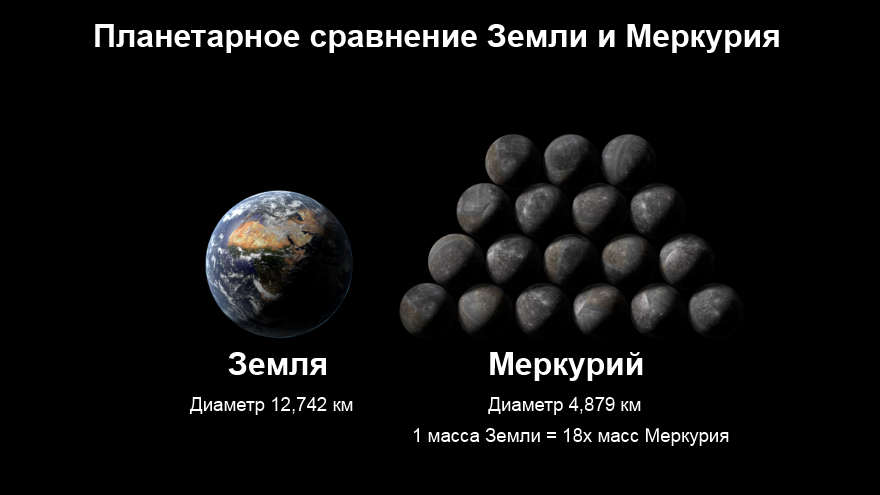 Планетарное сравнение Земли и Меркурия
Земля
Диаметр 12,742 км
Меркурий
Диаметр 4,879 км
1 масса Земли = 18х масс Меркурия